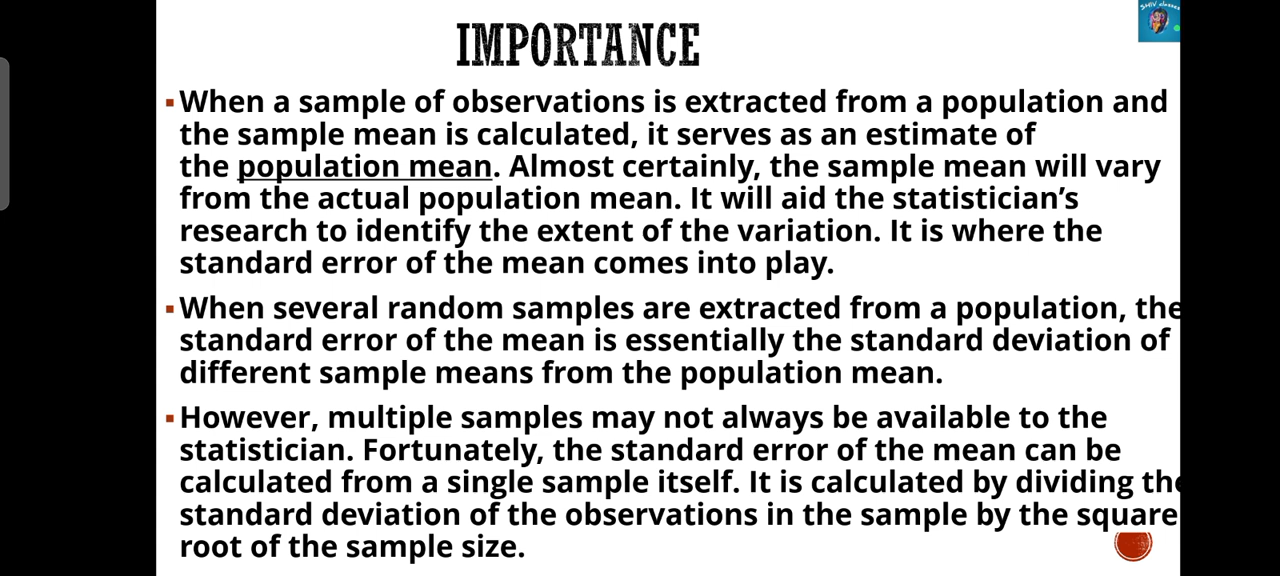 IMPORTANCE
▪When a sample of observations is extracted from a population and
the sample mean is calculated, it serves as an estimate of
the population mean. Almost certainly, the sample mean will vary
from the actual population mean. It will aid the statistician’s
research to identify the extent of the variation. It is where the
standard error of the mean comes into play.
▪When several random samples are extracted from a population, the
standard error of the mean is essentially the standard deviation of
different sample means from the population mean.
▪However, multiple samples may not always be available to the
statistician. Fortunately, the standard error of the mean can be
calculated from a single sample itself. It is calculated by dividing the
standard deviation of the observations in the sample by the square
root of the sample size.